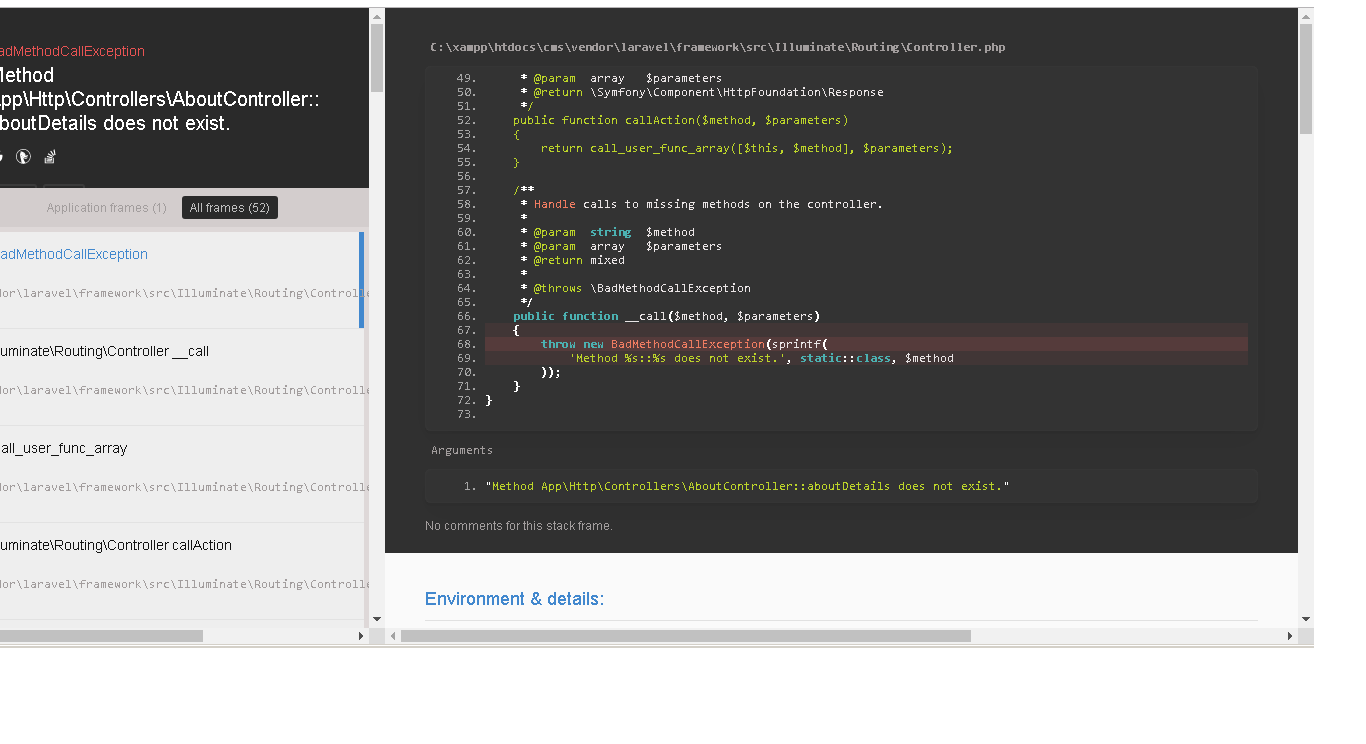 adMethodCallException
Method
App\Http\Controllers\AboutController::
aboutDetails does not exist.
Application frames (1)
All frames (52)
adMethodCallException
dor\laravel\framework\src\Illuminate\Routing\Controlle
uminate\Routing\Controller __call
dor\laravel\framework\src\Illuminate\Routing\Controlle
all_user_func_array
dor\laravel\framework\src\Illuminate\Routing\Controlle
uminate\Routing\Controller callAction
dor\laravel\framework\src\Illuminate\Routing\Controlle
C:\xampp\htdocs\cms\vendor\laravel\framework\src\Illuminate\Routing\Controller.php
49. * @param array $parameters
50. * @return \Symfony\Component\HttpFoundation\Response
51. */
52. public function callAction($method, $parameters)
53. {
54. return call_user_func_array([$this, $method], $parameters);
55. }
56.
57. /**
58. * Handle calls to missing methods on the controller.
59. *
60. * @param string $method
61. * @param array $parameters
62. * @return mixed
63. *
64. * @throws \BadMethodCallException
65. */
66. public function __call($method, $parameters)
67. {
68. throw new BadMethodCallException(sprintf(
69. 'Method %s::%s does not exist.', static::class, $method
70. ));
71. }
72. }
73.
Arguments
1. "Method App\Http\Controllers\AboutController::aboutDetails does not exist."
No comments for this stack frame.
Environment & details: